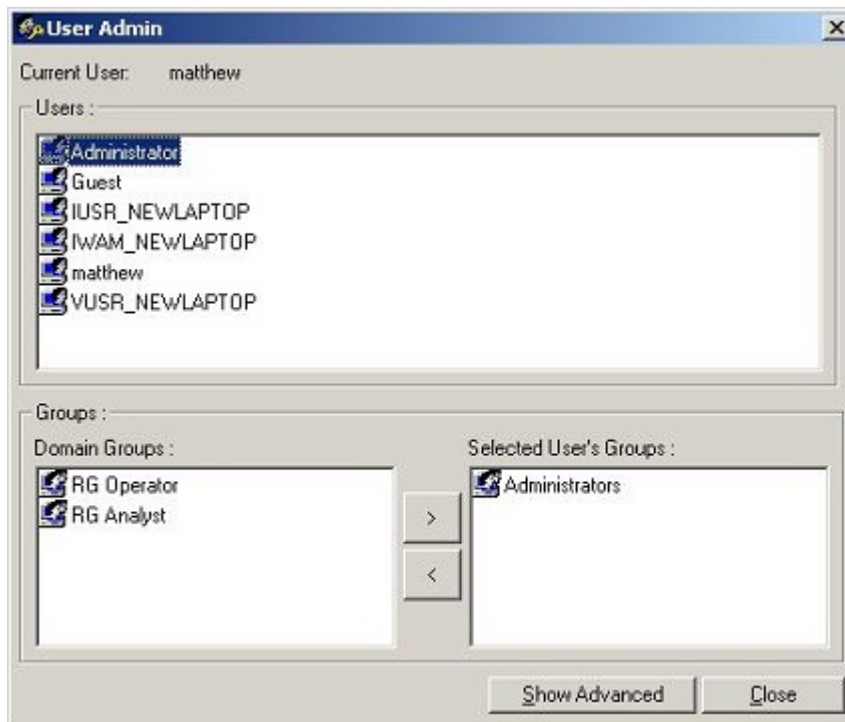 User Admin
Current User: matthew
Users :
Administrator
Guest
IUSR_NEWLAPTOP
IWAM_NEWLAPTOP
matthew
VUSR_NEWLAPTOP
Groups :
Domain Groups :
RG Operator
RG Analyst
>
<
Selected User's Groups :
Administrators
Show Advanced
Close